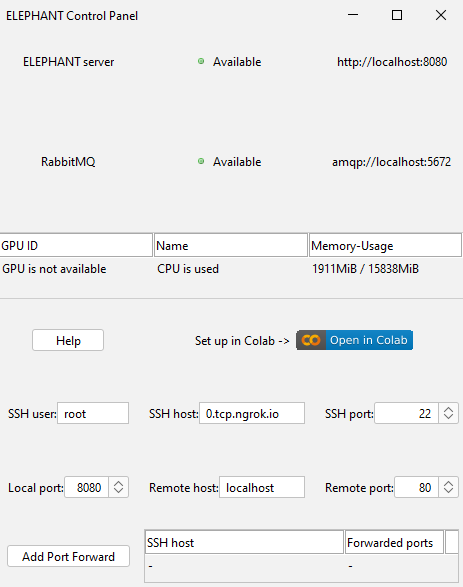 ELEPHANT Control Panel
ELEPHANT server Available http://localhost:8080
RabbitMQ Available amqp://localhost:5672
GPU ID Name Memory-Usage
GPU is not available CPU is used 1911MiB / 15838MiB
Help Set up in Colab -> Open in Colab
SSH user: root SSH host: 0.tcp.ngrok.io SSH port: 22
Local port: 8080 Remote host: localhost Remote port: 80
Add Port Forward SSH host Forwarded ports
- -